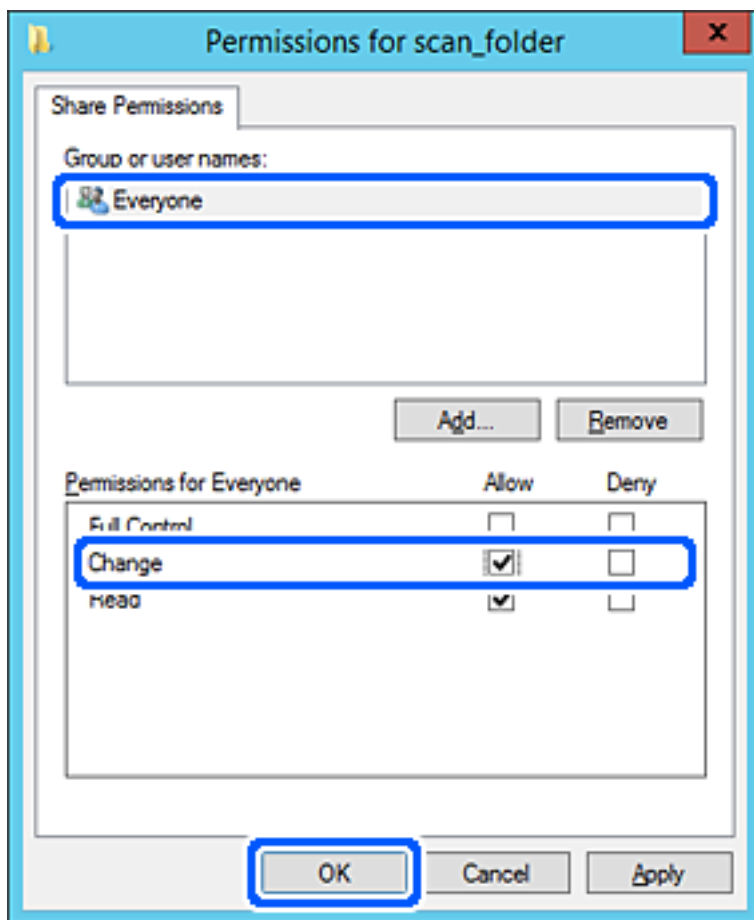 Permissions for scan_folder
x
Share Permissions
Group or user names:
Everyone
Add... Remove
Permissions for Everyone Allow Deny
Full Control
Change
Read
OK Cancel Apply